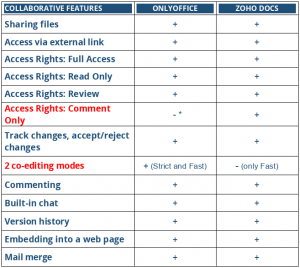 COLLABORATIVE FEATURES ONLYOFFICE ZOHO DOCS
Sharing files + +
Access via external link + +
Access Rights: Full Access + +
Access Rights: Read Only + +
Access Rights: Review + +
Access Rights: Comment
Only - * +
Track changes, accept/reject
changes + +
2 co-editing modes + (Strict and Fast) - (only Fast)
Commenting + +
Built-in chat + +
Version history + +
Embedding into a web page + +
Mail merge + +